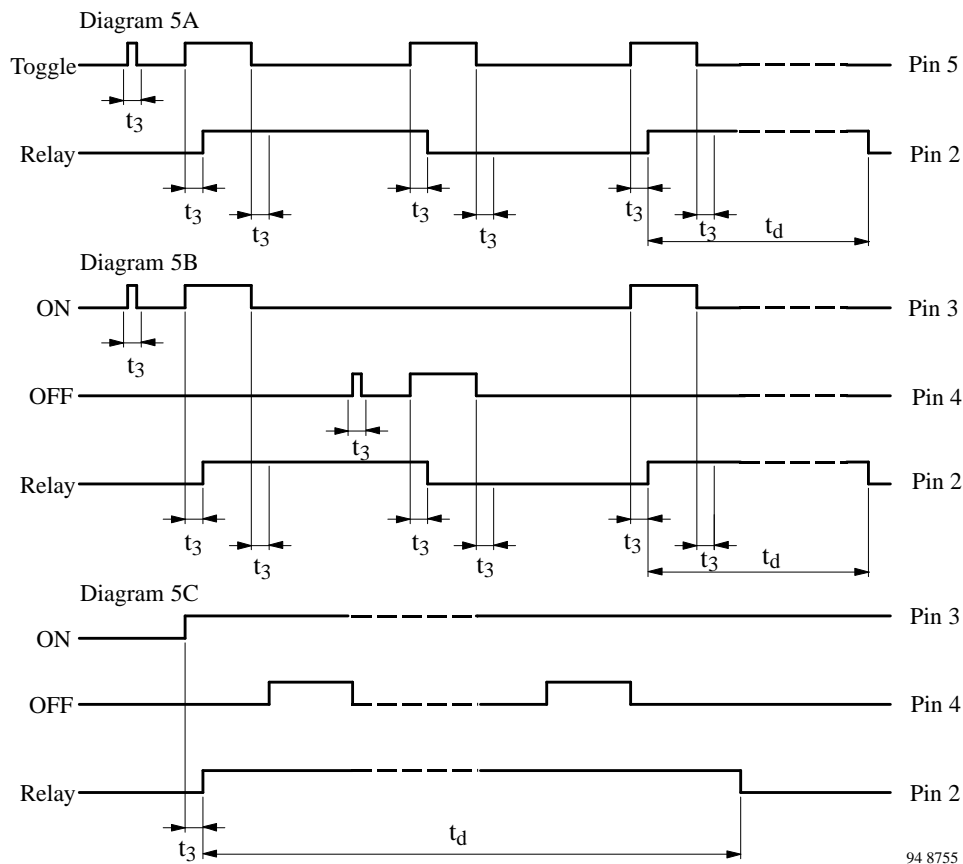 Diagram 5A
Toggle Pin 5
t3
Relay Pin 2
t3 t3 t3 t3 t3 t3 td
Diagram 5B
ON Pin 3
t3
OFF Pin 4
t3
Relay Pin 2
t3 t3 t3 t3 t3 t3 td
Diagram 5C
ON Pin 3
OFF Pin 4
Relay Pin 2
t3 td
94 8755